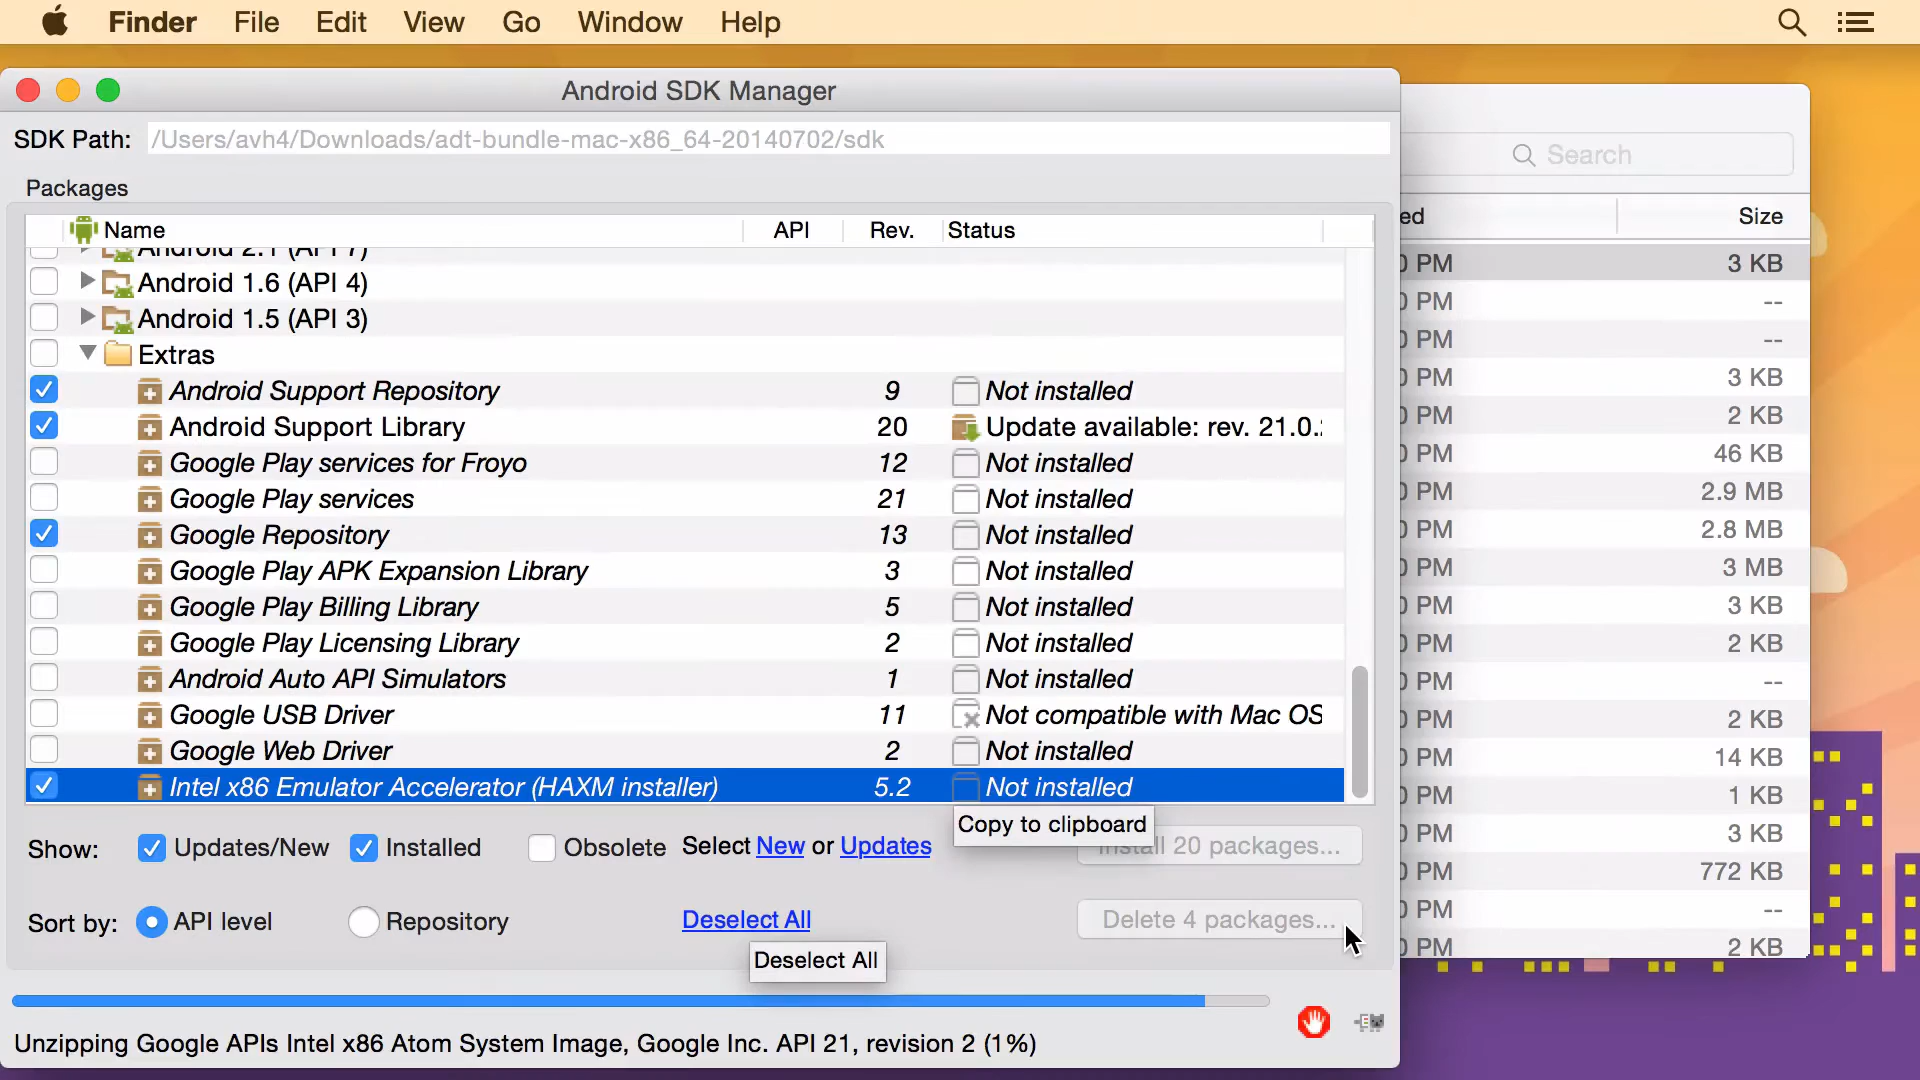 Finder File Edit View Go Window Help
Android SDK Manager
SDK Path: /Users/avh4/Downloads/adt-bundle-mac-x86_64-20140702/sdk
Search
Packages
Name API Rev. Status
ed Size
Android 2.1 (API 7)
Android 1.6 (API 4)
Android 1.5 (API 3)
Extras
Android Support Repository 9 Not installed
Android Support Library 20 Update available: rev. 21.0.
Google Play services for Froyo 12 Not installed
Google Play services 21 Not installed
Google Repository 13 Not installed
Google Play APK Expansion Library 3 Not installed
Google Play Billing Library 5 Not installed
Google Play Licensing Library 2 Not installed
Android Auto API Simulators 1 Not installed
Google USB Driver 11 Not compatible with Mac OS
Google Web Driver 2 Not installed
Intel x86 Emulator Accelerator (HAXM installer) 5.2 Not installed
Copy to clipboard
Show: Updates/New Installed Obsolete Select New or Updates Install 20 packages...
Sort by: API level Repository Deselect All Delete 4 packages...
Deselect All
Unzipping Google APIs Intel x86 Atom System Image, Google Inc. API 21, revision 2 (1%)
PM 3 KB
PM --
PM --
PM 3 KB
PM 2 KB
PM 46 KB
PM 2.9 MB
PM 2.8 MB
PM 3 MB
PM 3 KB
PM 2 KB
PM --
PM 2 KB
PM 14 KB
PM 1 KB
PM 3 KB
PM 772 KB
PM --
PM 2 KB